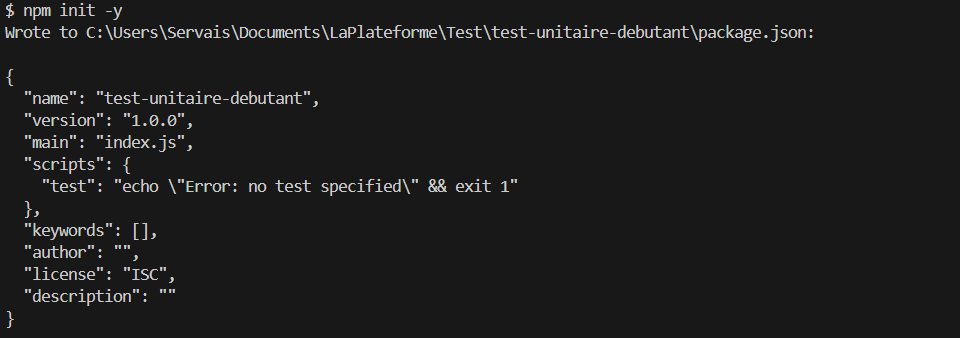 $ npm init -y
Wrote to C:\Users\Servais\Documents\LaPlateforme\Test\test-unitaire-debutant\package.json:

{
  "name": "test-unitaire-debutant",
  "version": "1.0.0",
  "main": "index.js",
  "scripts": {
    "test": "echo \"Error: no test specified\" && exit 1"
  },
  "keywords": [],
  "author": "",
  "license": "ISC",
  "description": ""
}